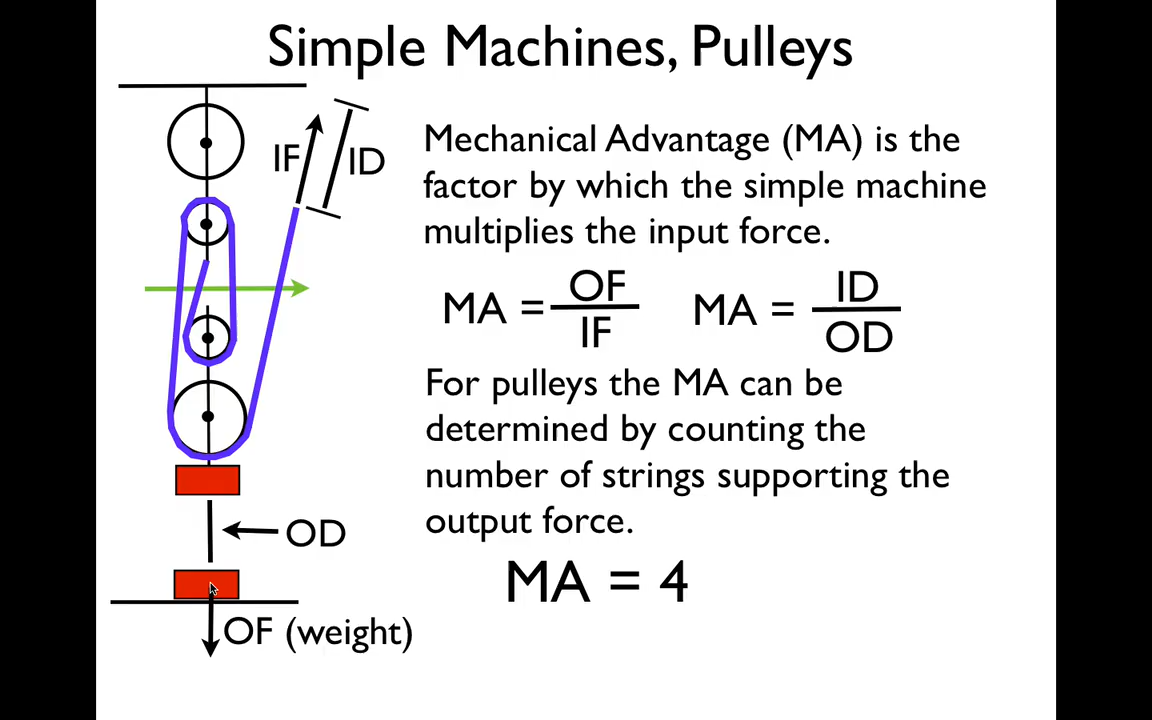 Simple Machines, Pulleys
IF
ID
Mechanical Advantage (MA) is the
factor by which the simple machine
multiplies the input force.
MA = OF
IF
MA = ID
OD
For pulleys the MA can be
determined by counting the
number of strings supporting the
output force.
OD
MA = 4
OF (weight)